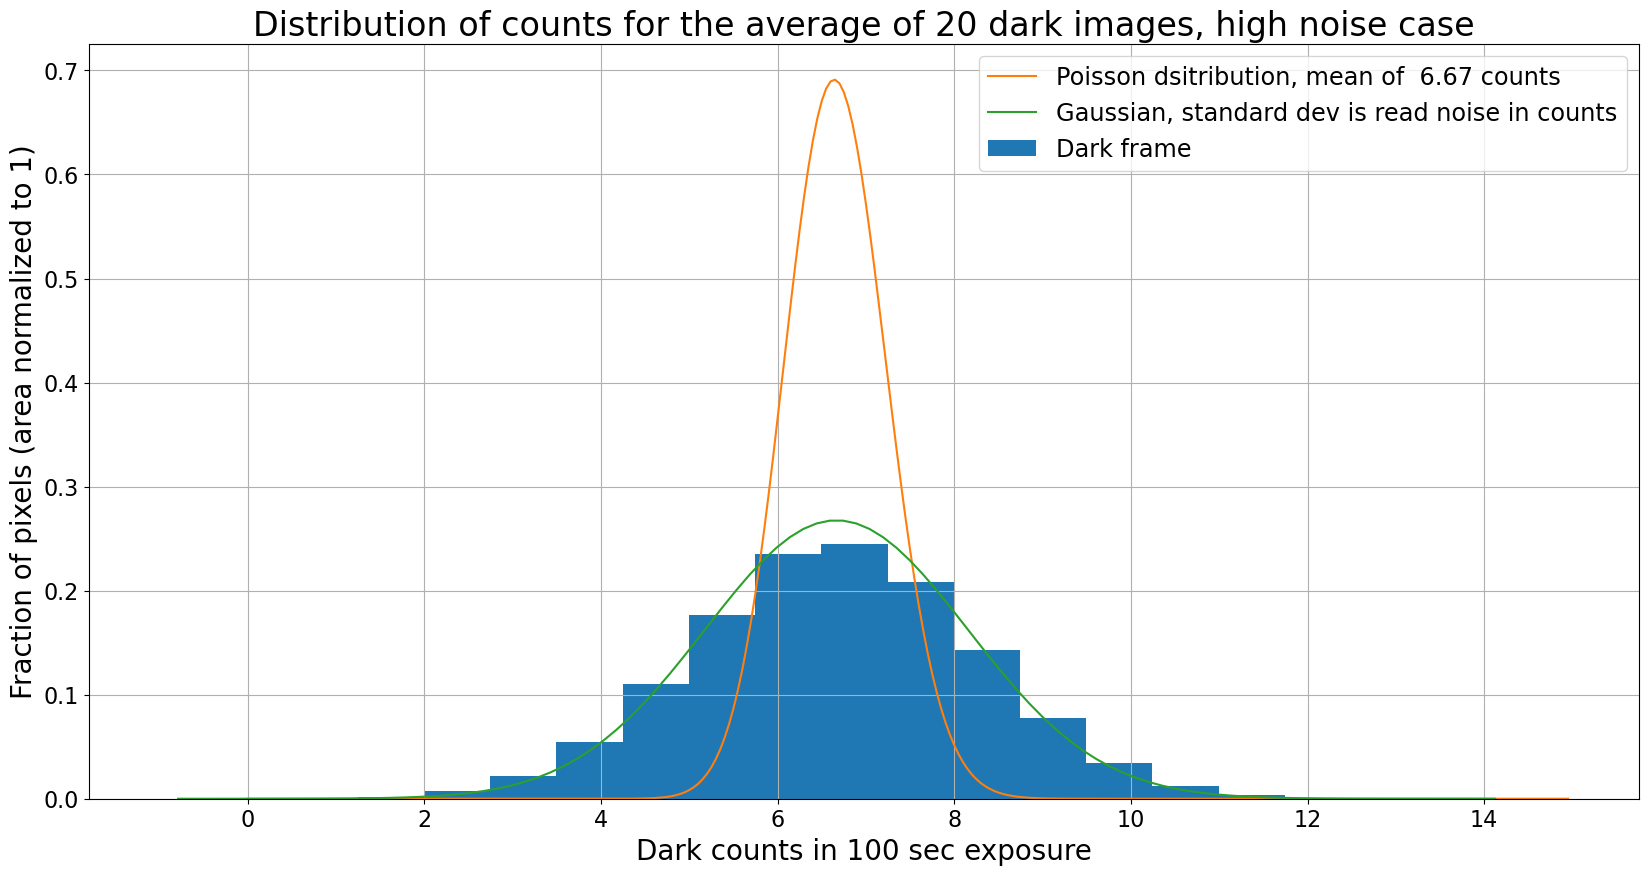 Distribution of counts for the average of 20 dark images, high noise case
Poisson dsitribution, mean of  6.67 counts
Gaussian, standard dev is read noise in counts
Dark frame
Fraction of pixels (area normalized to 1)
0.7
0.6
0.5
0.4
0.3
0.2
0.1
0.0
0 2 4 6 8 10 12 14
Dark counts in 100 sec exposure